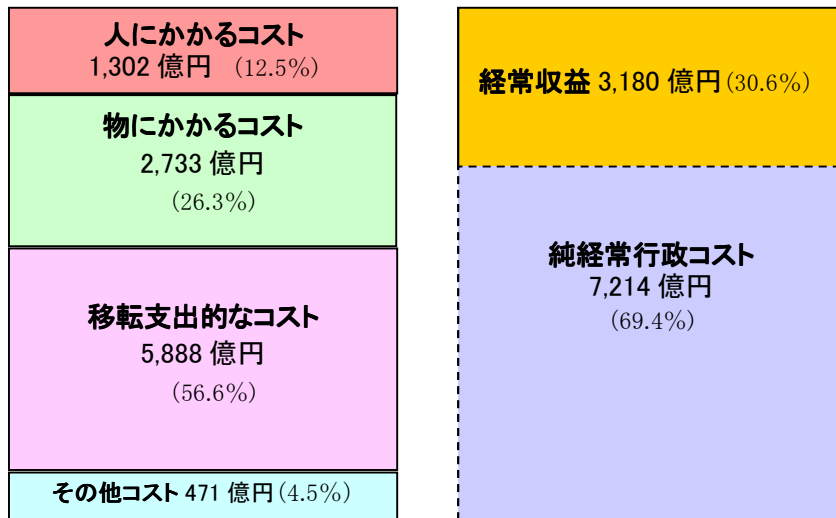 人にかかるコスト
1,302 億円 (12.5%)
物にかかるコスト
2,733 億円
(26.3%)
移転支出的なコスト
5,888 億円
(56.6%)
その他コスト 471 億円(4.5%)
経常収益 3,180 億円(30.6%)
純経常行政コスト
7,214 億円
(69.4%)